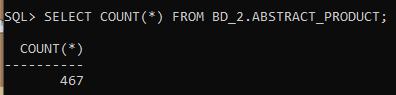 SQL> SELECT COUNT(*) FROM BD_2.ABSTRACT_PRODUCT;
COUNT(*)
----------
467